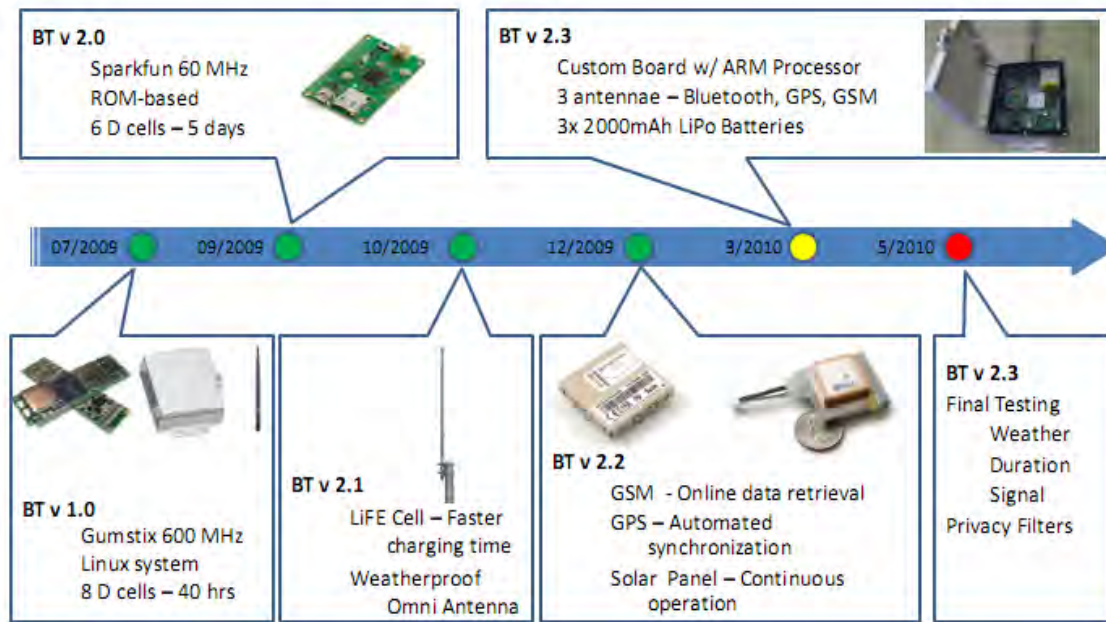 BT v 2.0
Sparkfun 60 MHz
ROM-based
6 D cells – 5 days
BT v 2.3
Custom Board w/ ARM Processor
3 antennae – Bluetooth, GPS, GSM
3x 2000mAh LiPo Batteries
07/2009
09/2009
10/2009
12/2009
3/2010
5/2010
BT v 1.0
Gumstix 600 MHz
Linux system
8 D cells – 40 hrs
BT v 2.1
LiFE Cell – Faster
charging time
Weatherproof
Omni Antenna
BT v 2.2
GSM - Online data retrieval
GPS – Automated
synchronization
Solar Panel – Continuous
operation
BT v 2.3
Final Testing
Weather
Duration
Signal
Privacy Filters